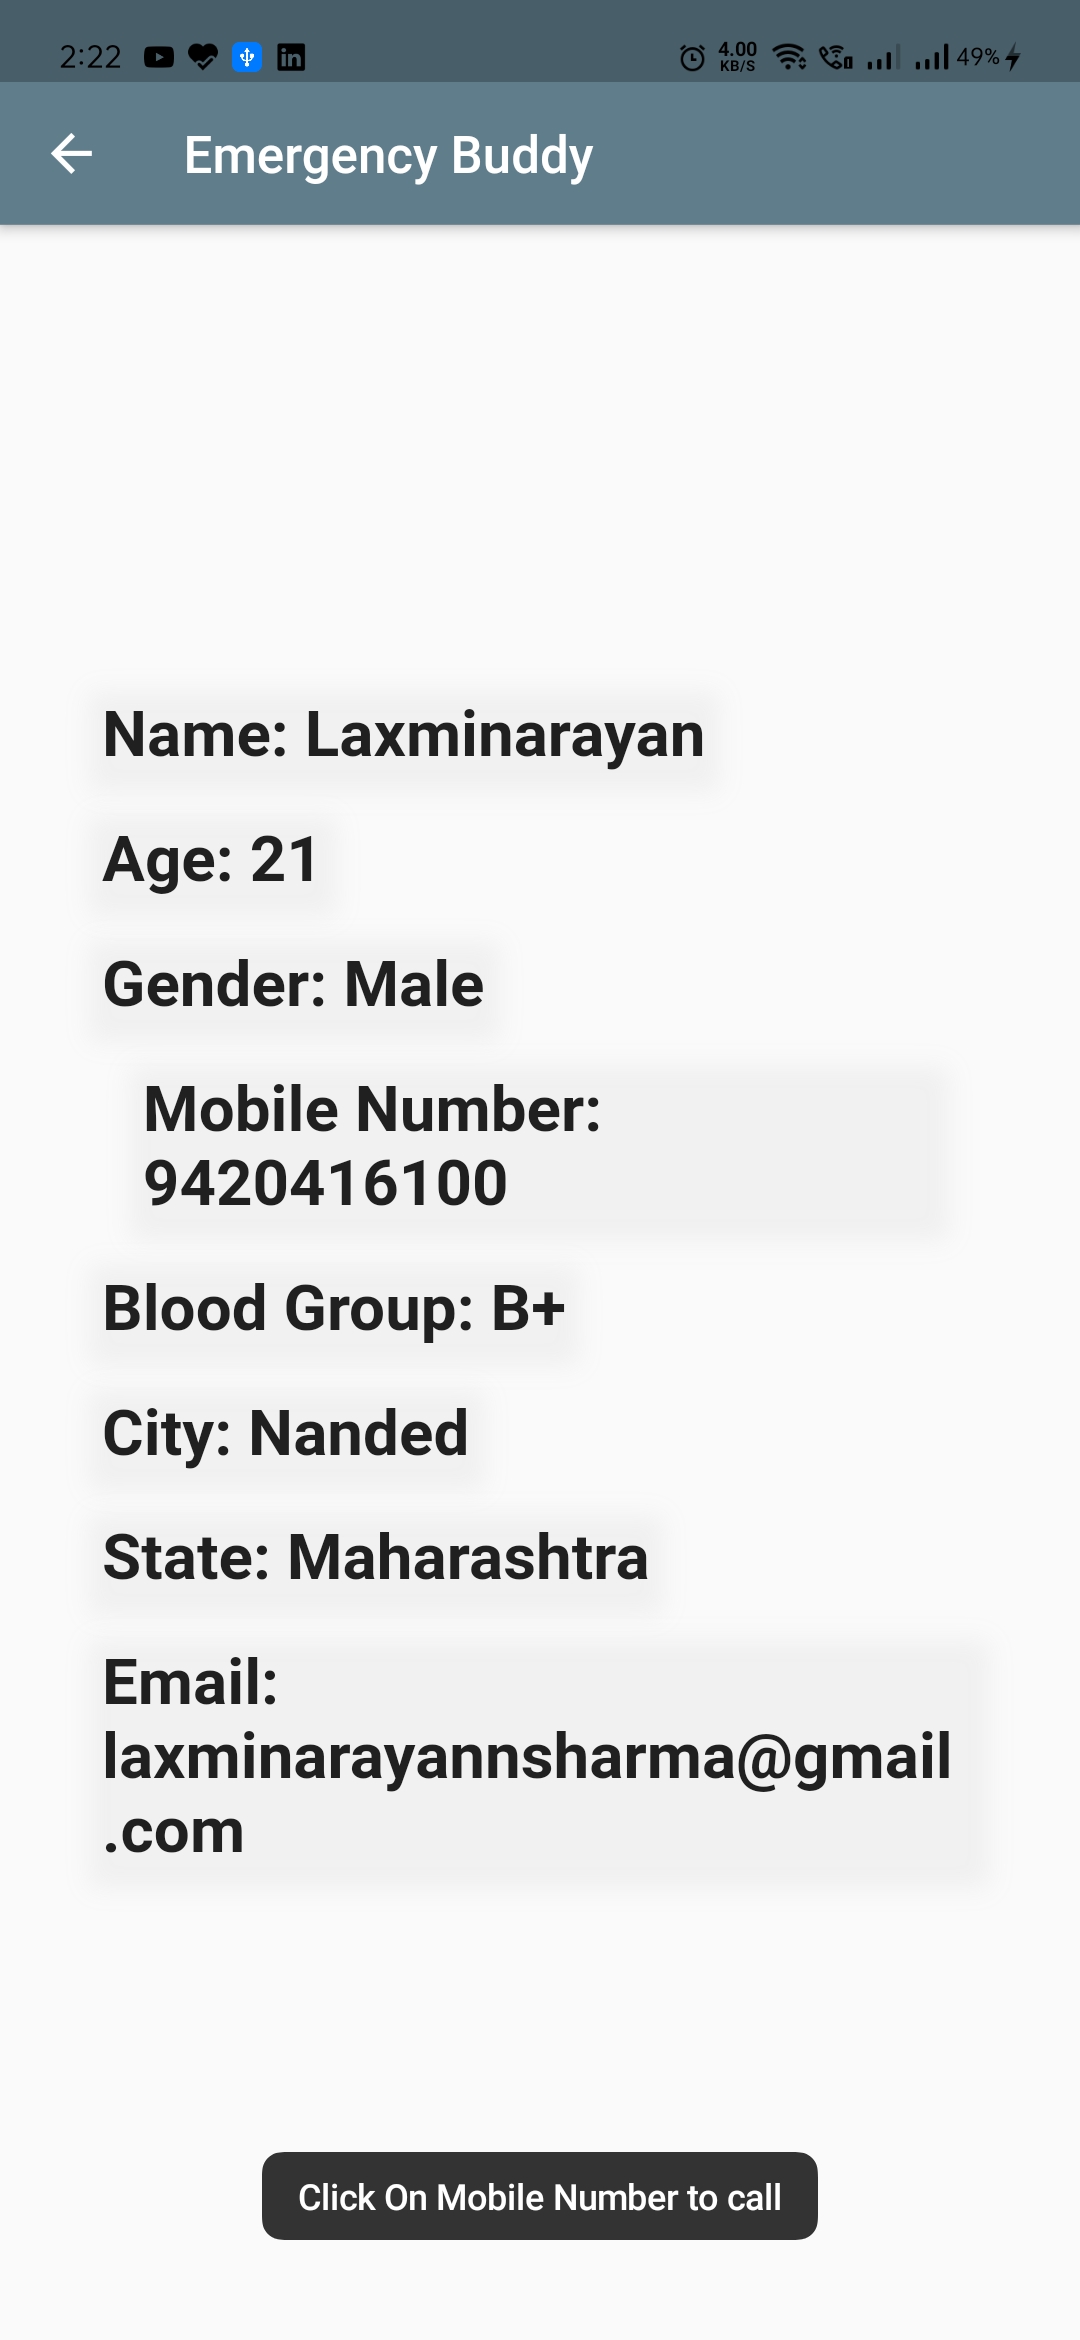 2:22 in 4.00 KB/S 49%
Emergency Buddy
Name: Laxminarayan
Age: 21
Gender: Male
Mobile Number:
9420416100
Blood Group: B+
City: Nanded
State: Maharashtra
Email:
laxminarayannsharma@gmail
.com
Click On Mobile Number to call